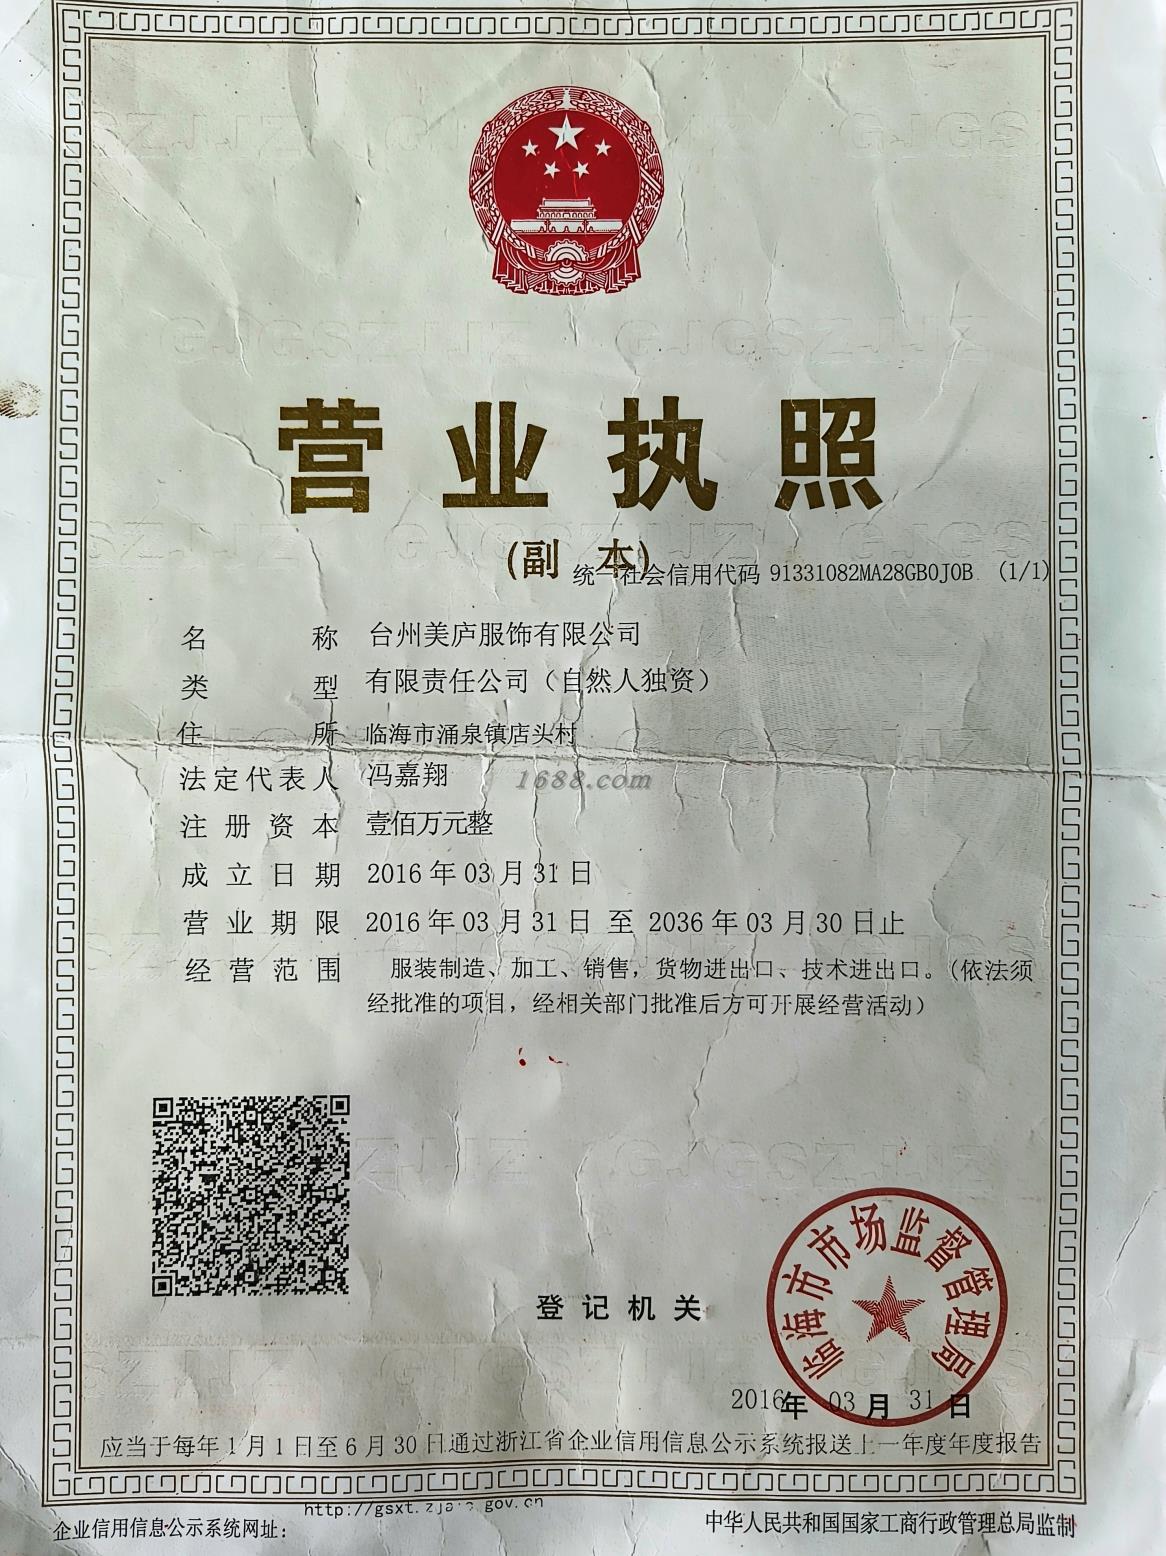 营业执照
(副 本)
统一社会信用代码 91331082MA28GB0J0B (1/1)
名 称 台州美庐服饰有限公司
类 型 有限责任公司（自然人独资）
住 所 临海市涌泉镇店头村
法定代表人 冯嘉翔
1688.com
注册资本 壹佰万元整
成立日期 2016年03月31日
营业期限 2016年03月31日 至 2036年03月30日止
经营范围 服装制造、加工、销售，货物进出口、技术进出口。(依法须
经批准的项目，经相关部门批准后方可开展经营活动）
临海市市场监督管理局
登记机关
2016年 03月 31日
应当于每年1月1日至6月30日通过浙江省企业信用信息公示系统报送上一年度年度报告
http://gsxt.zjaic.gov.cn
企业信用信息公示系统网址：
中华人民共和国国家工商行政管理总局监制